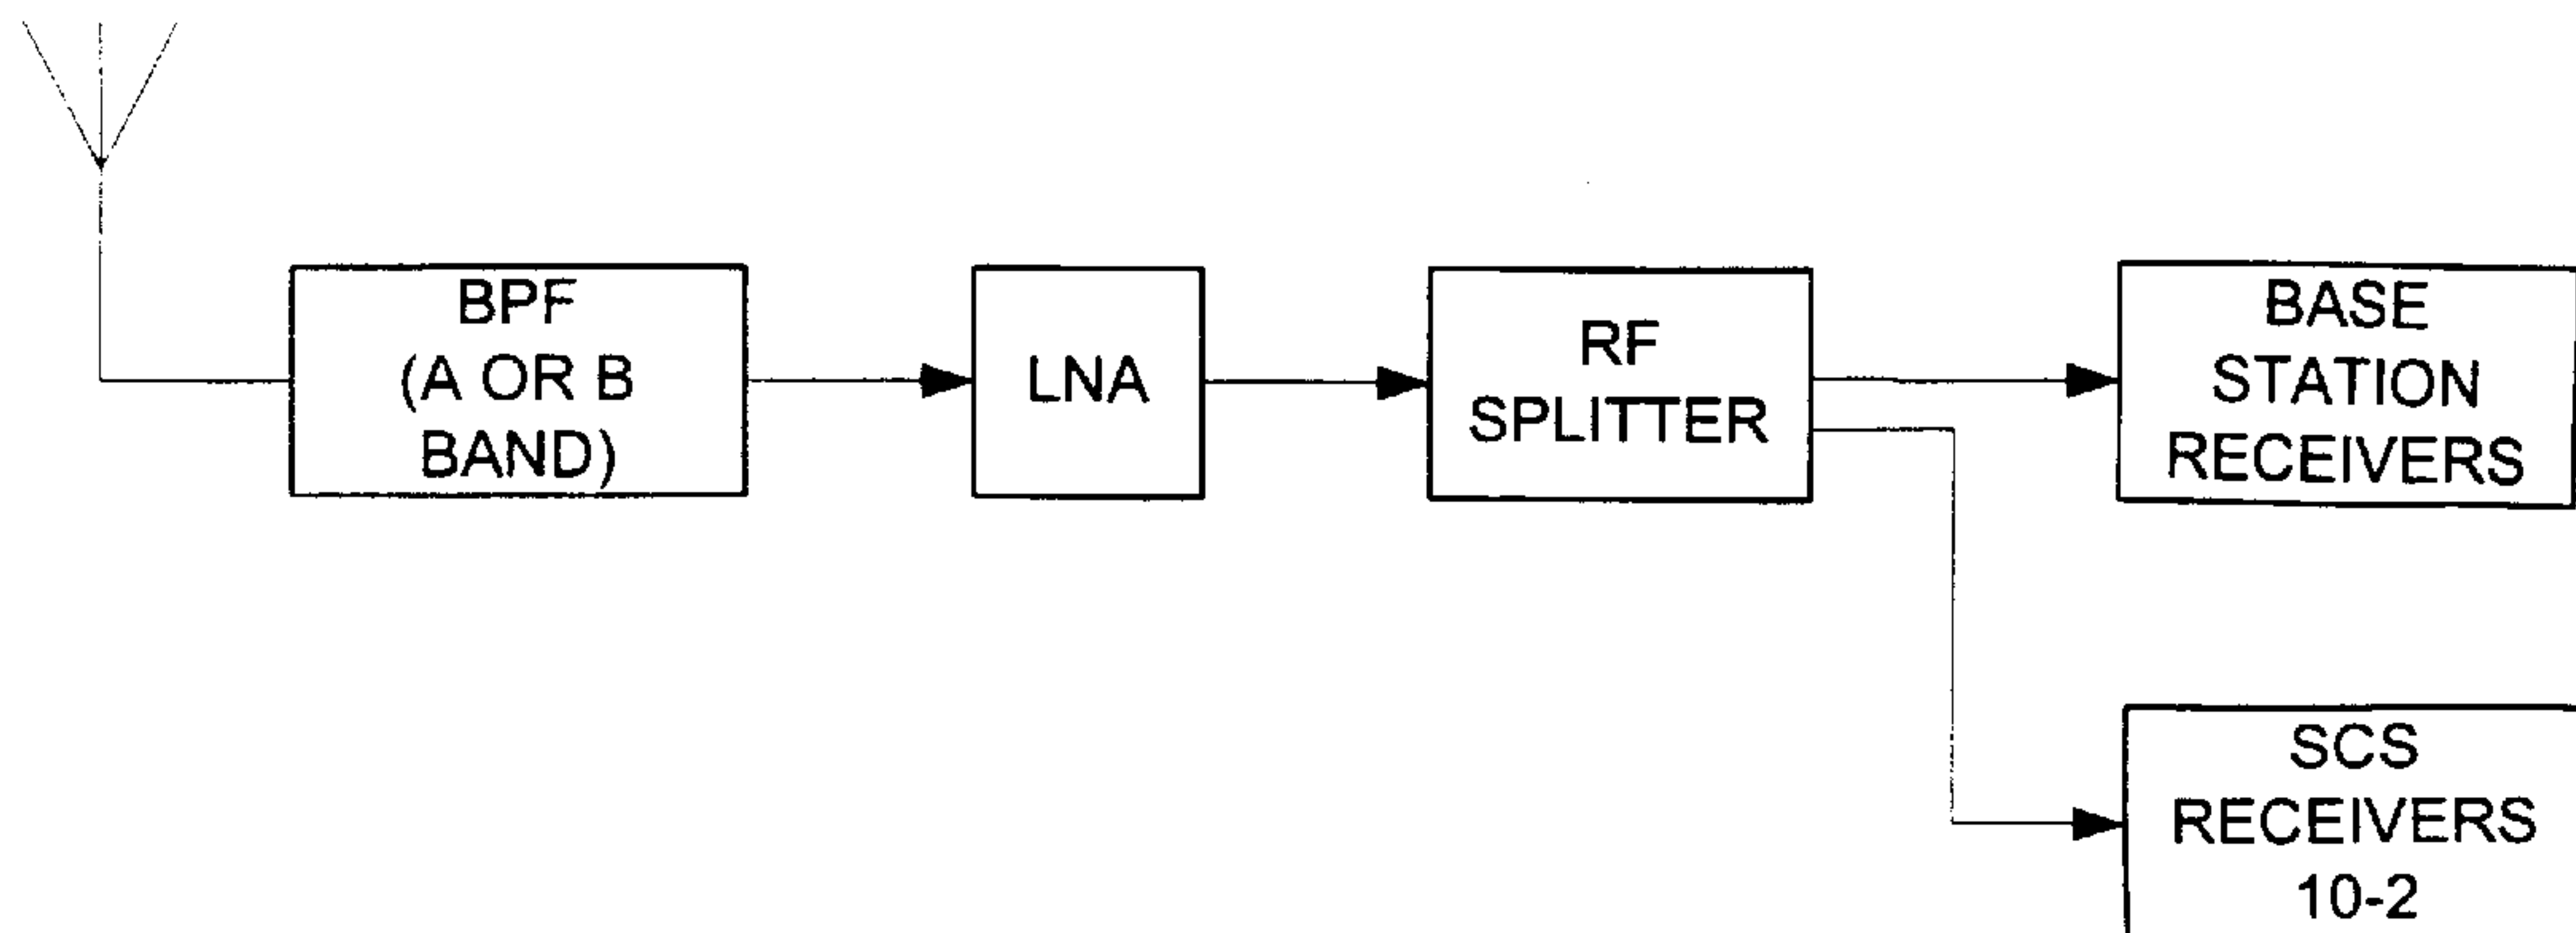 BPF
(A OR B
BAND)
LNA
RF
SPLITTER
BASE
STATION
RECEIVERS
SCS
RECEIVERS
10-2